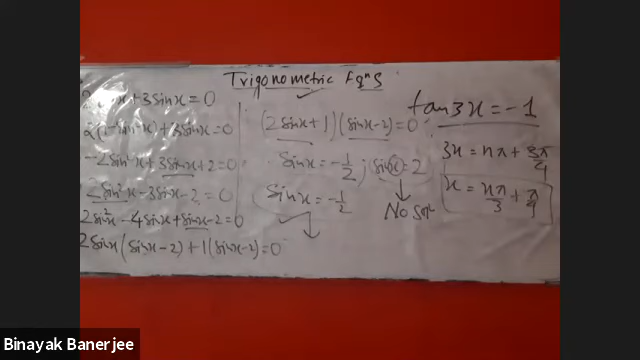 Trigonometric Eqⁿs
x + 3sinx = 0
2(1-sin²x) + 3sinx = 0
-2sin²x + 3sinx + 2 = 0
2sin²x - 3sinx - 2 = 0
2sin²x - 4sinx + sinx - 2 = 0
2sinx(sinx-2) + 1(sinx-2) = 0
(2sinx+1)(sinx-2) = 0
sinx = -1/2 ; sinx = 2
sinx = -1/2
No solⁿ
tan3x = -1
3x = nπ + 3π/4
x = nπ/3 + π/4
Binayak Banerjee